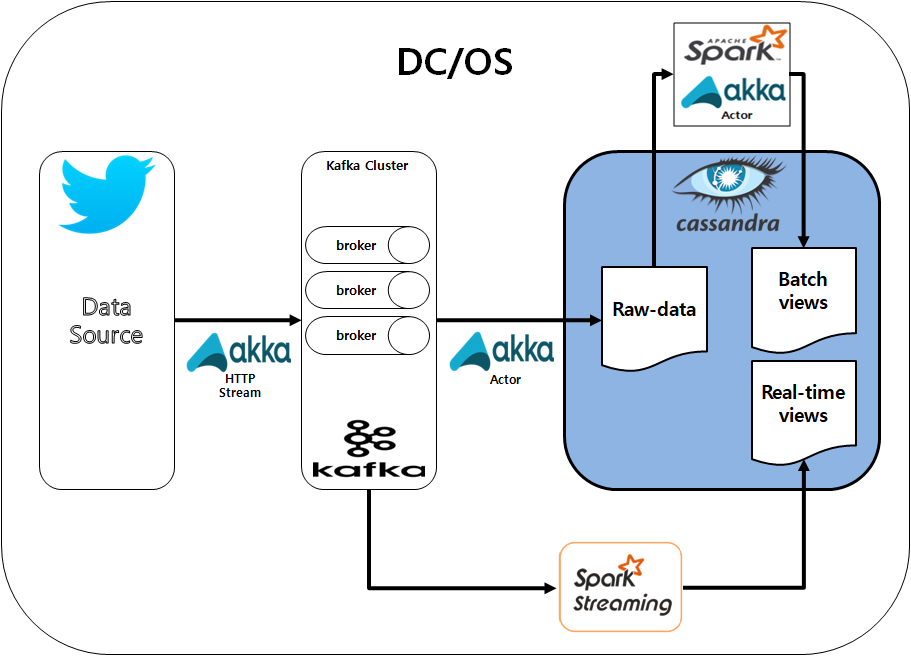 DC/OS
APACHE
Spark™
akka
Actor
Data
Source
akka
HTTP
Stream
Kafka Cluster
broker
broker
broker
kafka
akka
Actor
cassandra
Raw-data
Batch
views
Real-time
views
Spark
Streaming